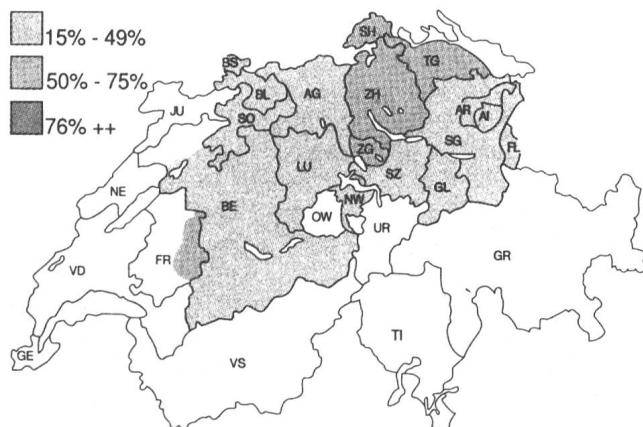 15% - 49%
50% - 75%
76% ++
SH
BS
TG
BL
AG
ZH
JU
SO
AR
AI
SG
ZG
FL
LU
SZ
GL
NE
BE
NW
OW
UR
FR
GR
VD
GE
VS
TI